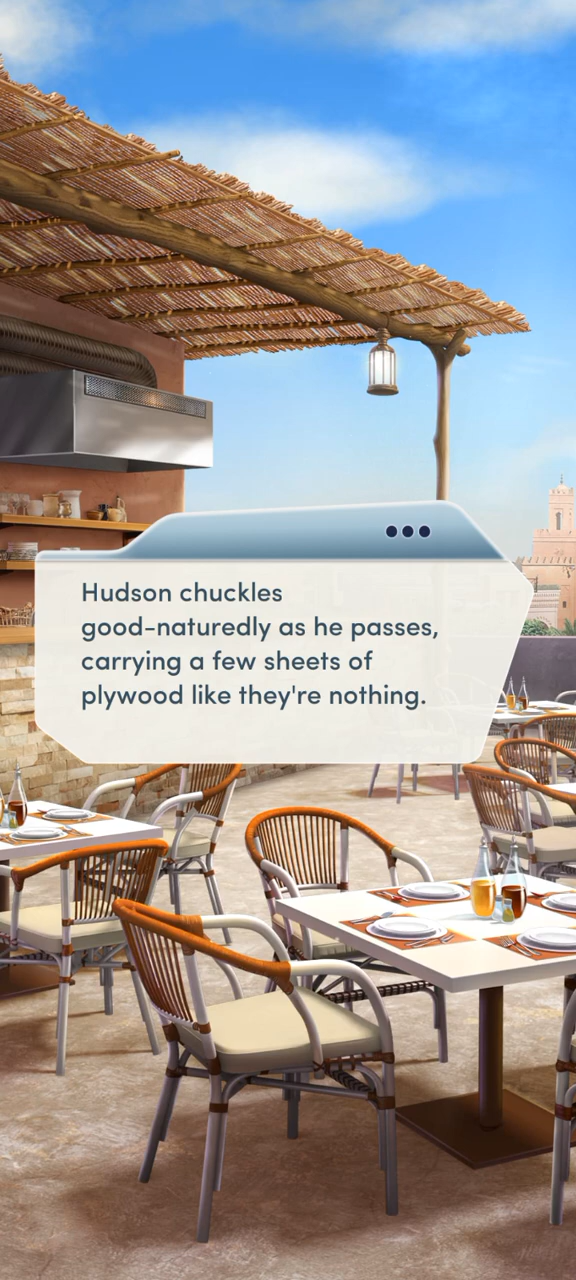 Hudson chuckles
good-naturedly as he passes,
carrying a few sheets of
plywood like they're nothing.